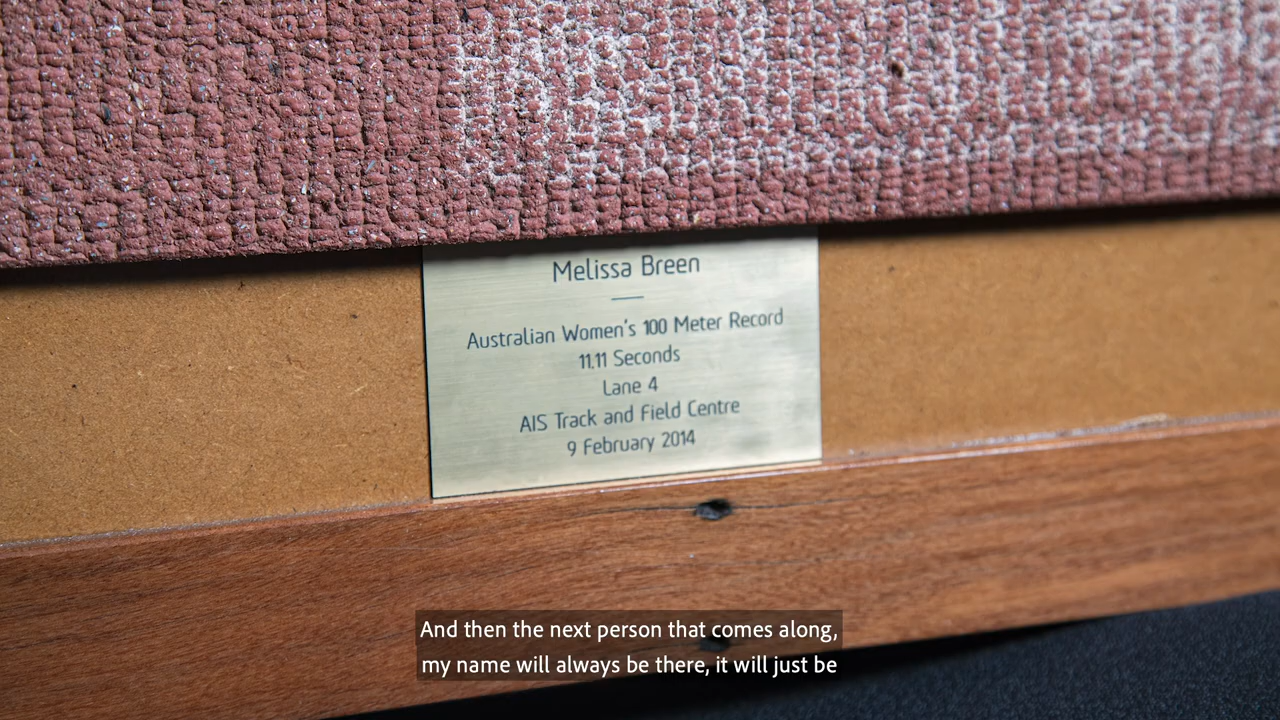 Melissa Breen
Australian Women's 100 Meter Record
11.11 Seconds
Lane 4
AIS Track and Field Centre
9 February 2014
And then the next person that comes along,
my name will always be there, it will just be